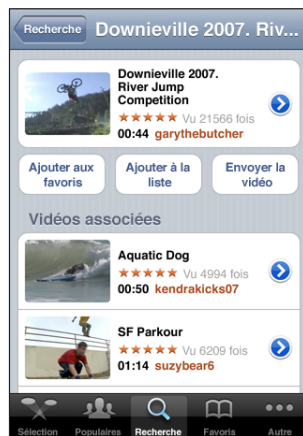 Recherche Downieville 2007. Riv...
Downieville 2007.
River Jump
Competition
Vu 21566 fois
00:44 garythebutcher
Ajouter aux
favoris
Ajouter à la
liste
Envoyer la
vidéo
Vidéos associées
Aquatic Dog
Vu 4994 fois
00:50 kendrakicks07
SF Parkour
Vu 6209 fois
01:14 suzybear6
Sélection Populaires Recherche Favoris Autre